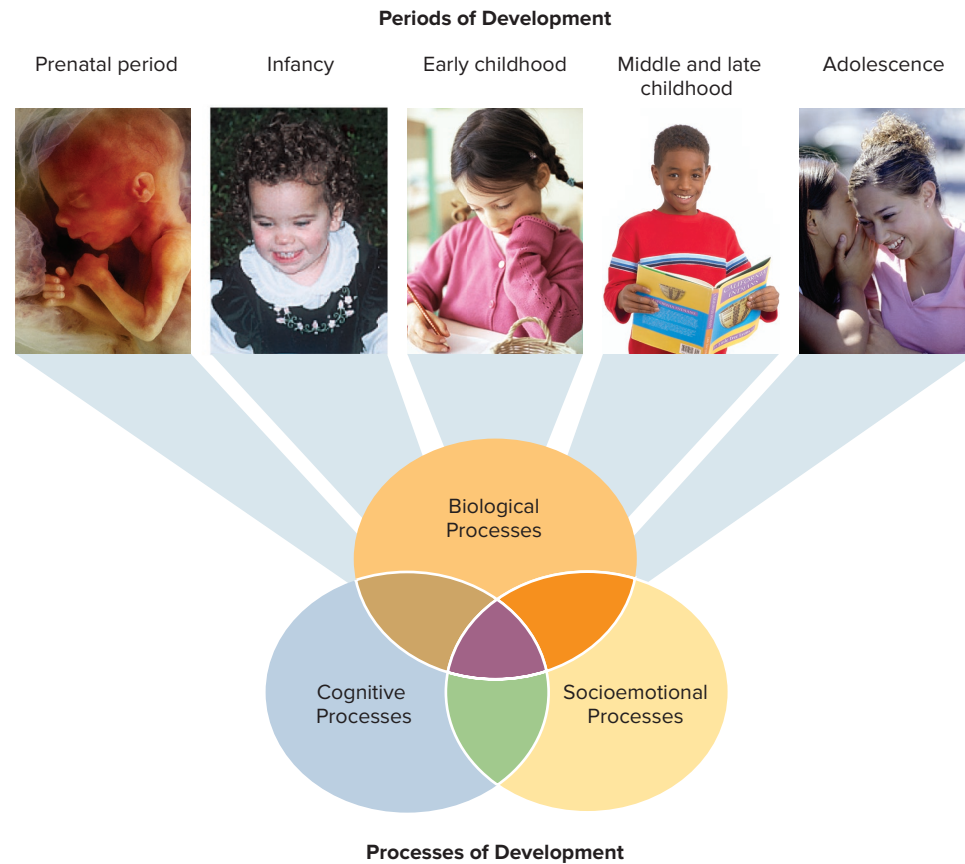 Periods of Development
Prenatal period
Infancy
Early childhood
Middle and late
childhood
Adolescence
Biological
Processes
Cognitive
Processes
Socioemotional
Processes
Processes of Development